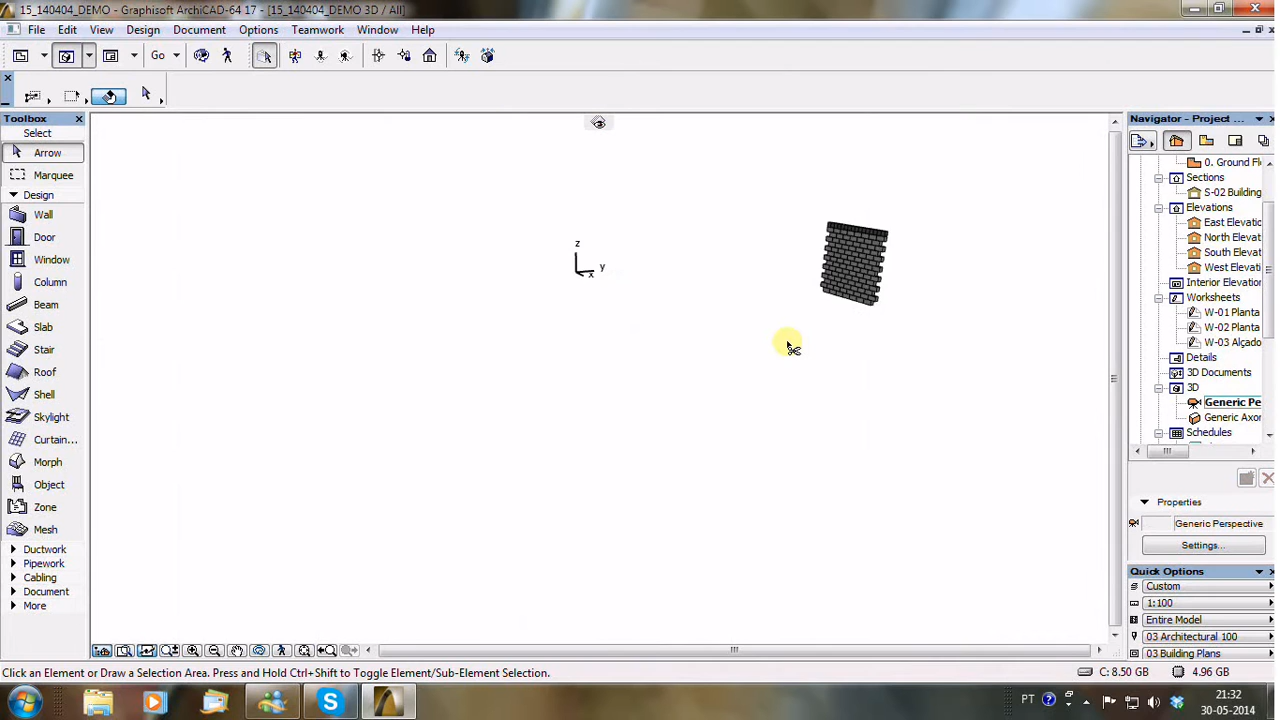 15_140404_DEMO - Graphisoft ArchiCAD-64 17 - [15_140404_DEMO 3D / All]
File Edit View Design Document Options Teamwork Window Help
Go
Toolbox
Select
Arrow
Marquee
Design
Wall
Door
Window
Column
Beam
Slab
Stair
Roof
Shell
Skylight
Curtain...
Morph
Object
Zone
Mesh
Ductwork
Pipework
Cabling
Document
More
z
y
x
Navigator - Project ...
0. Ground Fl
Sections
S-02 Building
Elevations
East Elevatio
North Elevat
South Elevat
West Elevati
Interior Elevation
Worksheets
W-01 Planta
W-02 Planta
W-03 Alçado
Details
3D Documents
3D
Generic Pe
Generic Axor
Schedules
Properties
Generic Perspective
Settings...
Quick Options
Custom
1:100
Entire Model
03 Architectural 100
03 Building Plans
Click an Element or Draw a Selection Area. Press and Hold Ctrl+Shift to Toggle Element/Sub-Element Selection.
C: 8.50 GB
4.96 GB
PT
21:32
30-05-2014